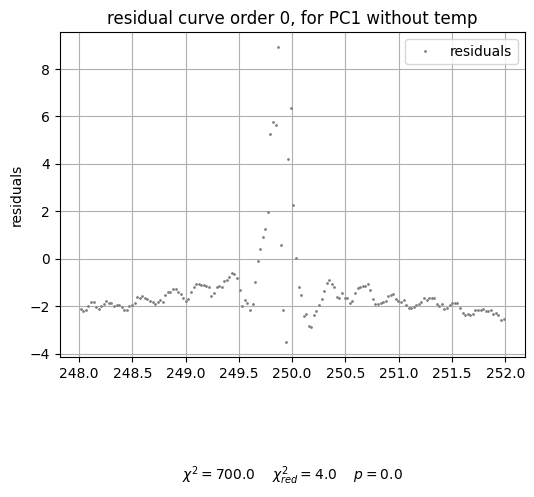 residual curve order 0, for PC1 without temp
residuals
8
6
4
2
0
−2
−4
residuals
248.0 248.5 249.0 249.5 250.0 250.5 251.0 251.5 252.0
χ² = 700.0 χ²red = 4.0 p = 0.0